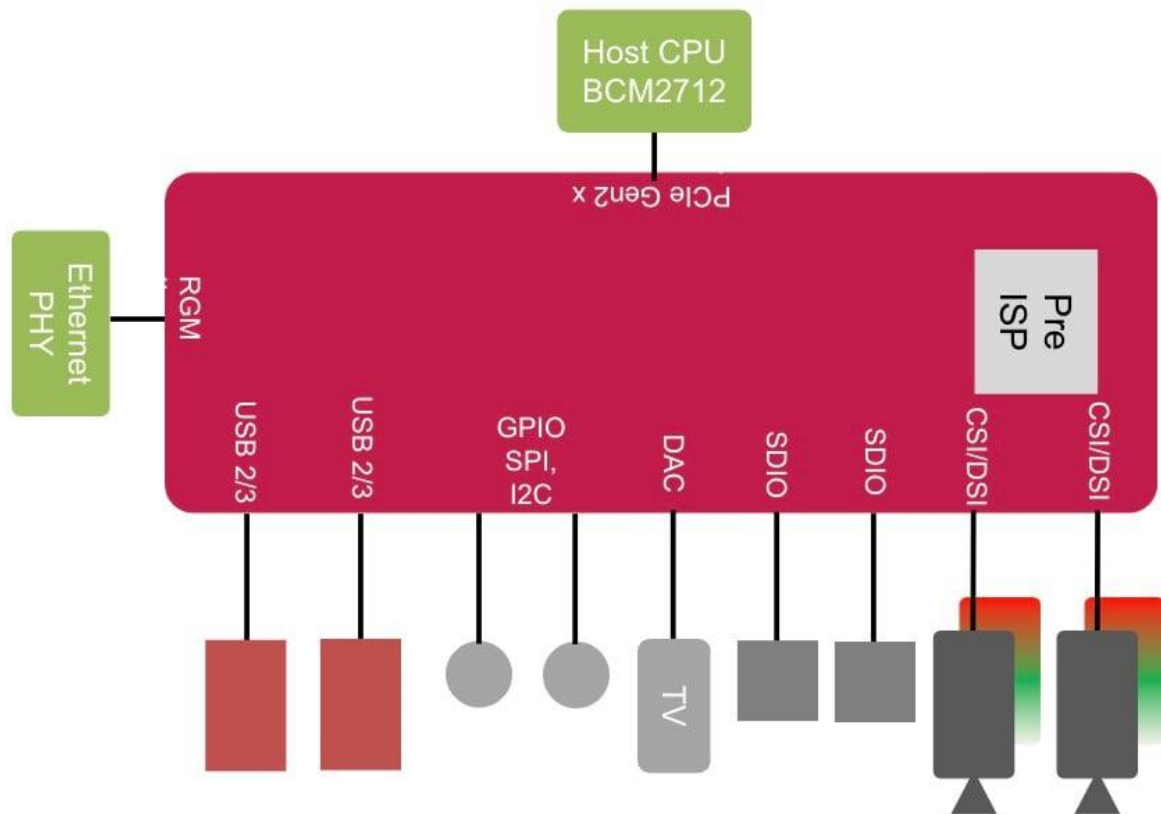 Host CPU
BCM2712
PCIe Gen2 x
Ethernet
PHY
RGM
Pre
ISP
USB 2/3
USB 2/3
GPIO
SPI,
I2C
DAC
SDIO
SDIO
CSI/DSI
CSI/DSI
TV